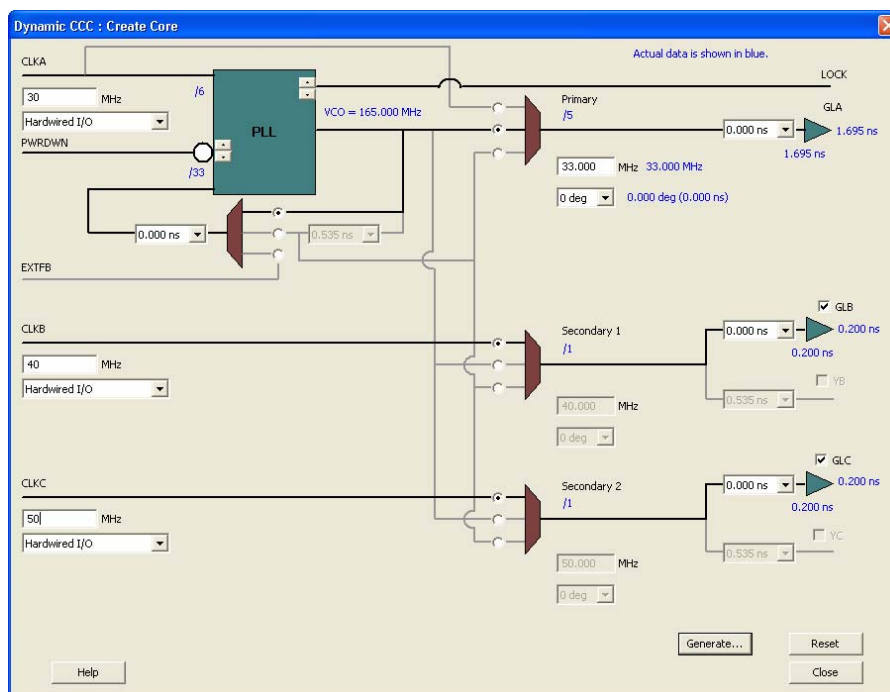 Dynamic CCC : Create Core
Actual data is shown in blue.
CLKA
LOCK
30 MHz
/6
Hardwired I/O
PLL
VCO = 165.000 MHz
Primary
/5
GLA
0.000 ns
1.695 ns
1.695 ns
PWRDWN
/33
33.000 MHz 33.000 MHz
0 deg 0.000 deg (0.000 ns)
0.000 ns
0.535 ns
EXTFB
CLKB
40 MHz
Hardwired I/O
Secondary 1
/1
40.000 MHz
0 deg
GLB
0.000 ns
0.200 ns
0.200 ns
YB
0.535 ns
CLKC
50 MHz
Hardwired I/O
Secondary 2
/1
50.000 MHz
0 deg
GLC
0.000 ns
0.200 ns
0.200 ns
YC
0.535 ns
Generate...
Reset
Help
Close